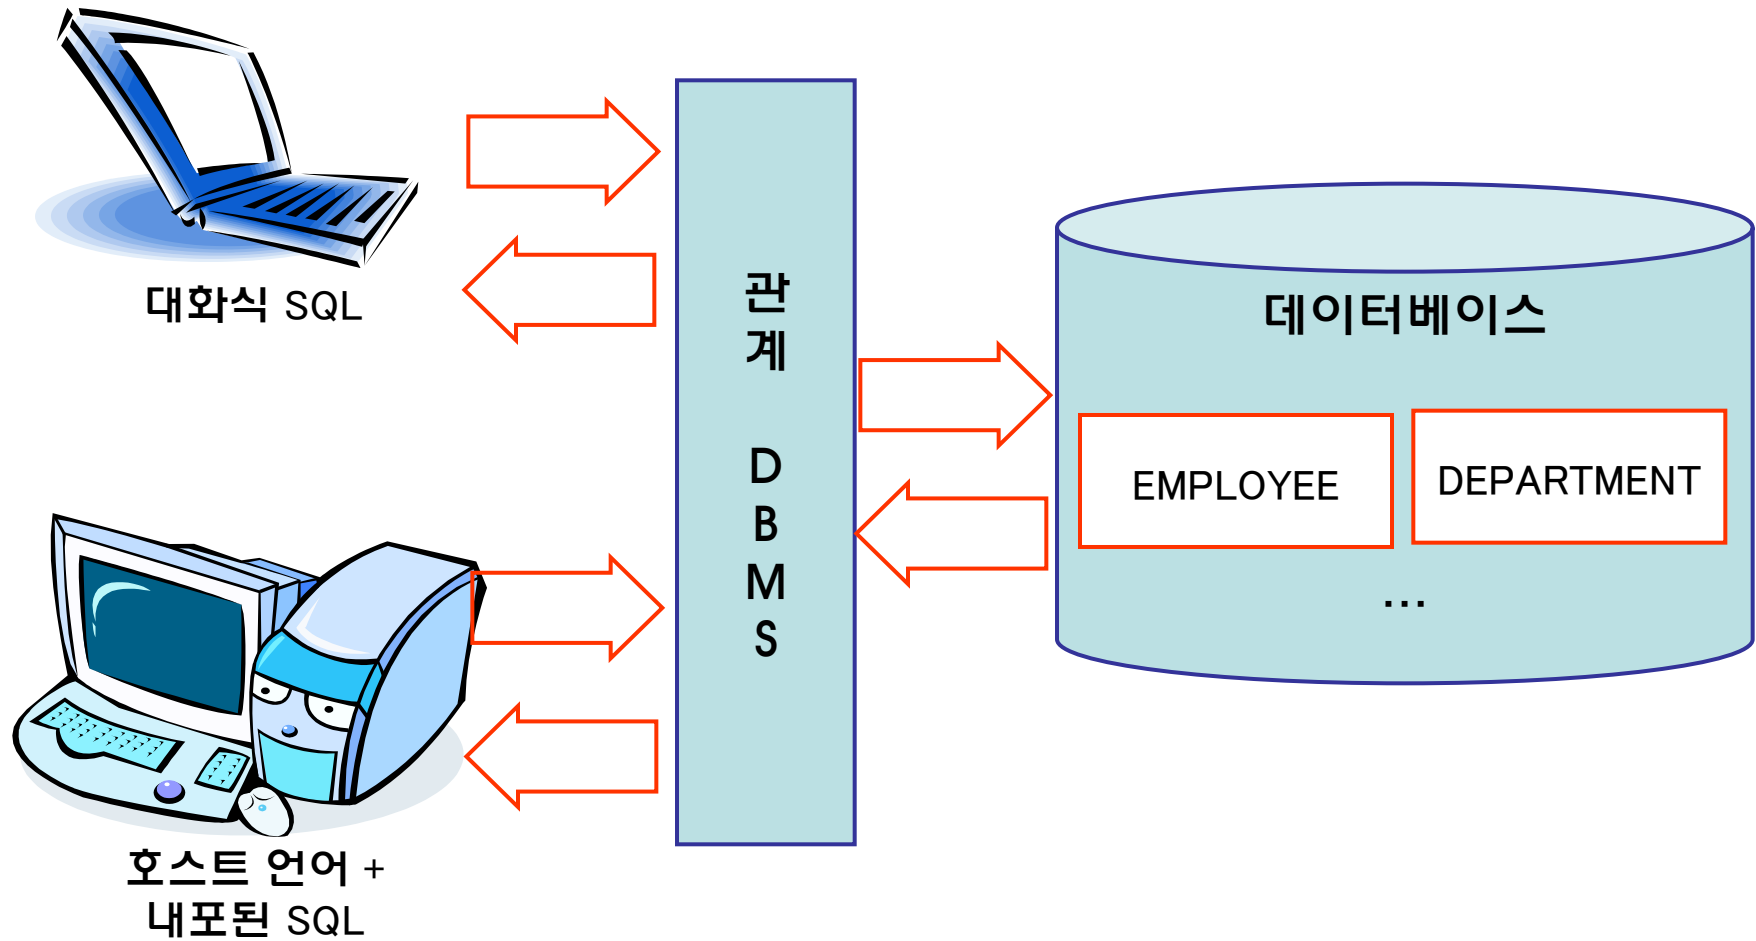 대화식 SQL
관
계
D
B
M
S
데이터베이스
EMPLOYEE
DEPARTMENT
...
호스트 언어 +
내포된 SQL